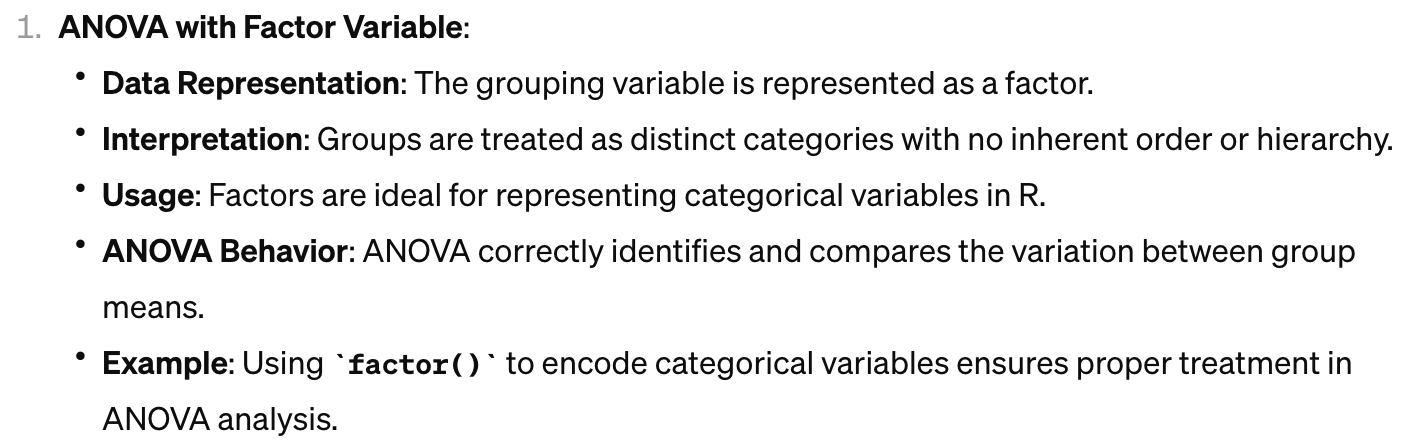 1. ANOVA with Factor Variable:
• Data Representation: The grouping variable is represented as a factor.
• Interpretation: Groups are treated as distinct categories with no inherent order or hierarchy.
• Usage: Factors are ideal for representing categorical variables in R.
• ANOVA Behavior: ANOVA correctly identifies and compares the variation between group
means.
• Example: Using `factor()` to encode categorical variables ensures proper treatment in
ANOVA analysis.